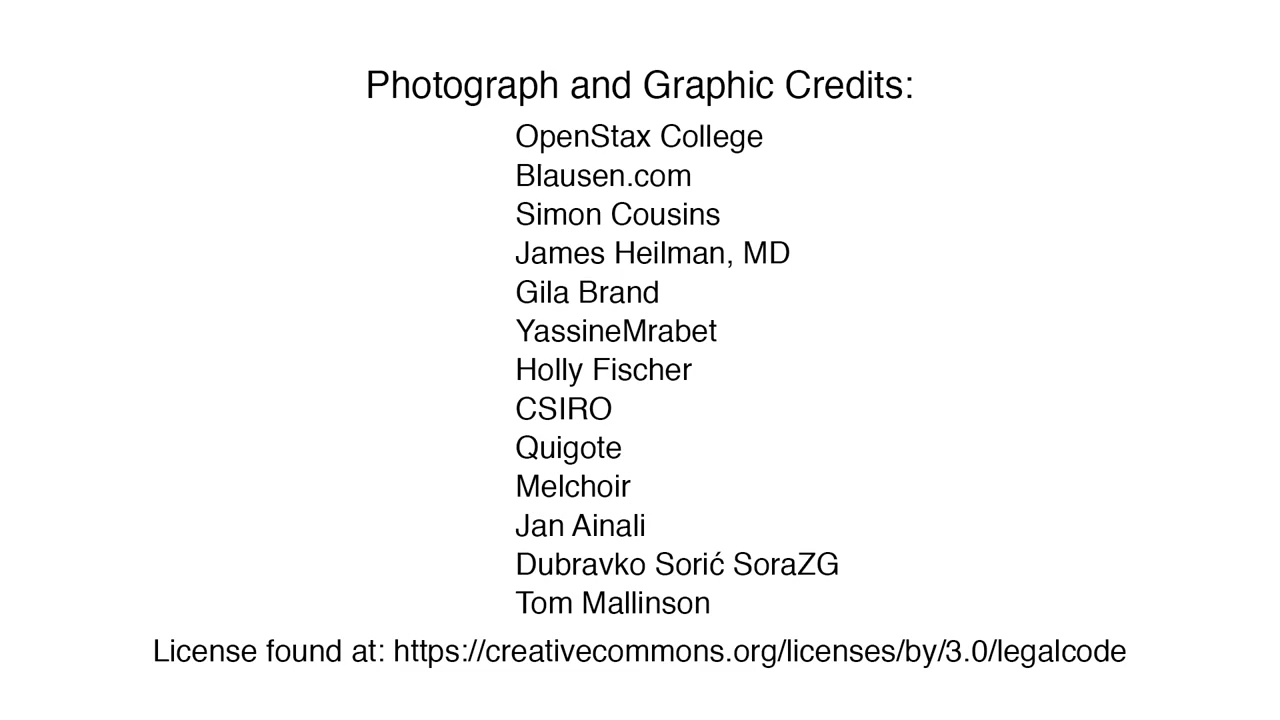 Photograph and Graphic Credits:
OpenStax College
Blausen.com
Simon Cousins
James Heilman, MD
Gila Brand
YassineMrabet
Holly Fischer
CSIRO
Quigote
Melchoir
Jan Ainali
Dubravko Sorić SoraZG
Tom Mallinson
License found at: https://creativecommons.org/licenses/by/3.0/legalcode